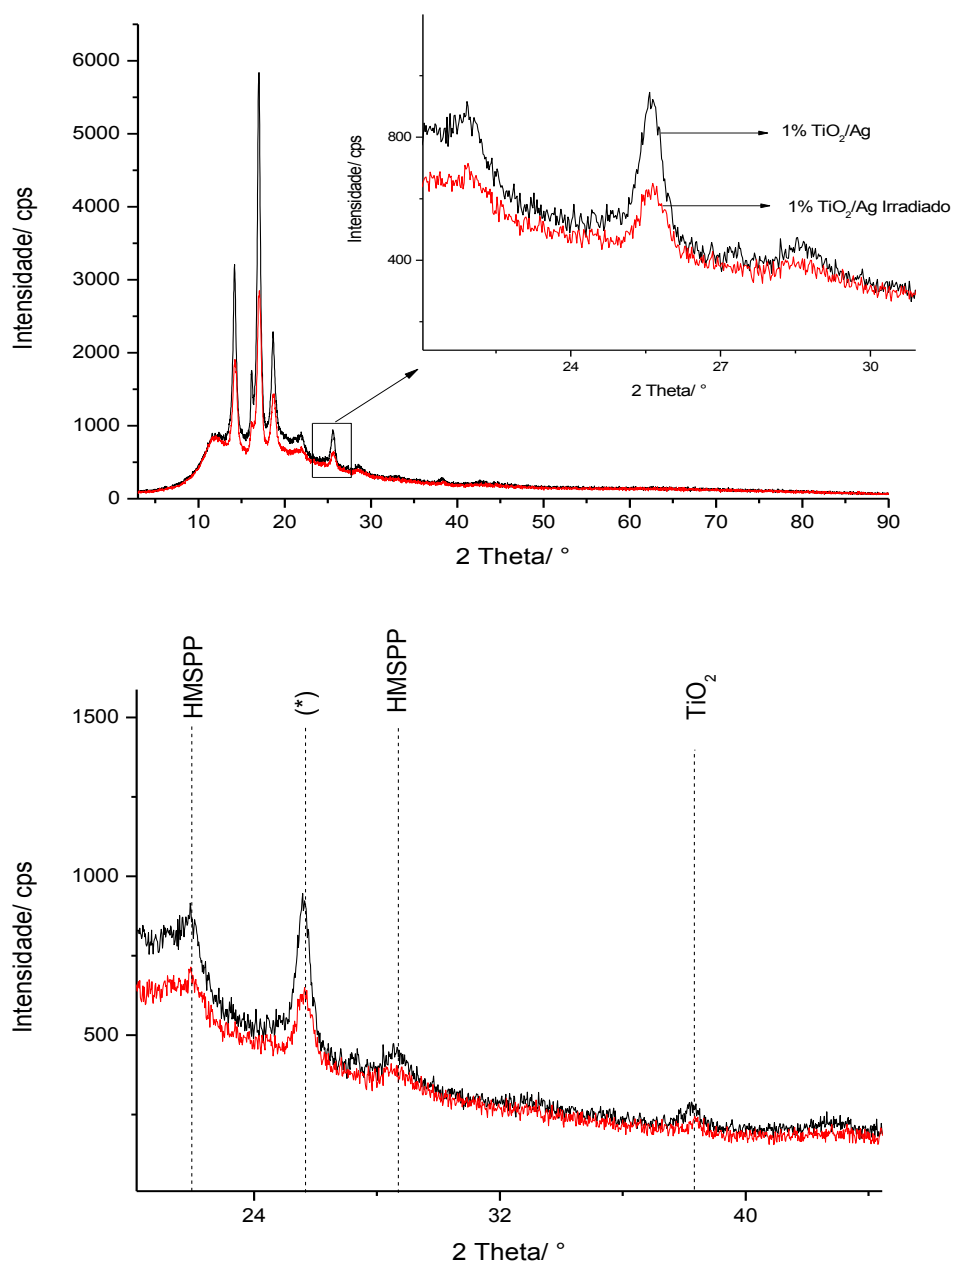 6000
5000
4000
3000
2000
1000
0
Intensidade/ cps
10 20 30 40 50 60 70 80 90
2 Theta/ °
800
400
Intensidade/ cps
1% TiO₂/Ag
1% TiO₂/Ag Irradiado
24 27 30
2 Theta/ °
HMSPP
(*)
HMSPP
TiO₂
1500
1000
500
Intensidade/ cps
24 32 40
2 Theta/ °